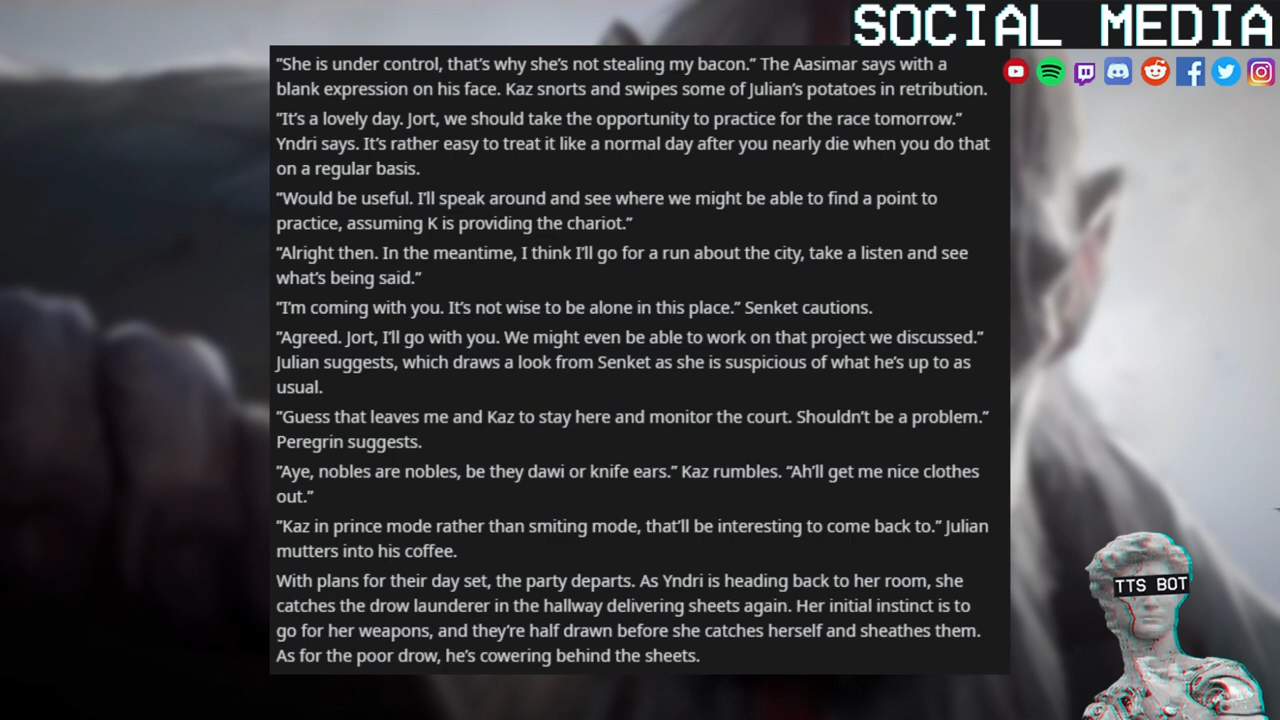 SOCIAL MEDIA
"She is under control, that's why she's not stealing my bacon." The Aasimar says with a
blank expression on his face. Kaz snorts and swipes some of Julian's potatoes in retribution.
"It's a lovely day. Jort, we should take the opportunity to practice for the race tomorrow."
Yndri says. It's rather easy to treat it like a normal day after you nearly die when you do that
on a regular basis.
"Would be useful. I'll speak around and see where we might be able to find a point to
practice, assuming K is providing the chariot."
"Alright then. In the meantime, I think I'll go for a run about the city, take a listen and see
what's being said."
"I'm coming with you. It's not wise to be alone in this place." Senket cautions.
"Agreed. Jort, I'll go with you. We might even be able to work on that project we discussed."
Julian suggests, which draws a look from Senket as she is suspicious of what he's up to as
usual.
"Guess that leaves me and Kaz to stay here and monitor the court. Shouldn't be a problem."
Peregrin suggests.
"Aye, nobles are nobles, be they dawi or knife ears." Kaz rumbles. "Ah'll get me nice clothes
out."
"Kaz in prince mode rather than smiting mode, that'll be interesting to come back to." Julian
mutters into his coffee.
With plans for their day set, the party departs. As Yndri is heading back to her room, she
catches the drow launderer in the hallway delivering sheets again. Her initial instinct is to
go for her weapons, and they're half drawn before she catches herself and sheathes them.
As for the poor drow, he's cowering behind the sheets.
TTS BOT